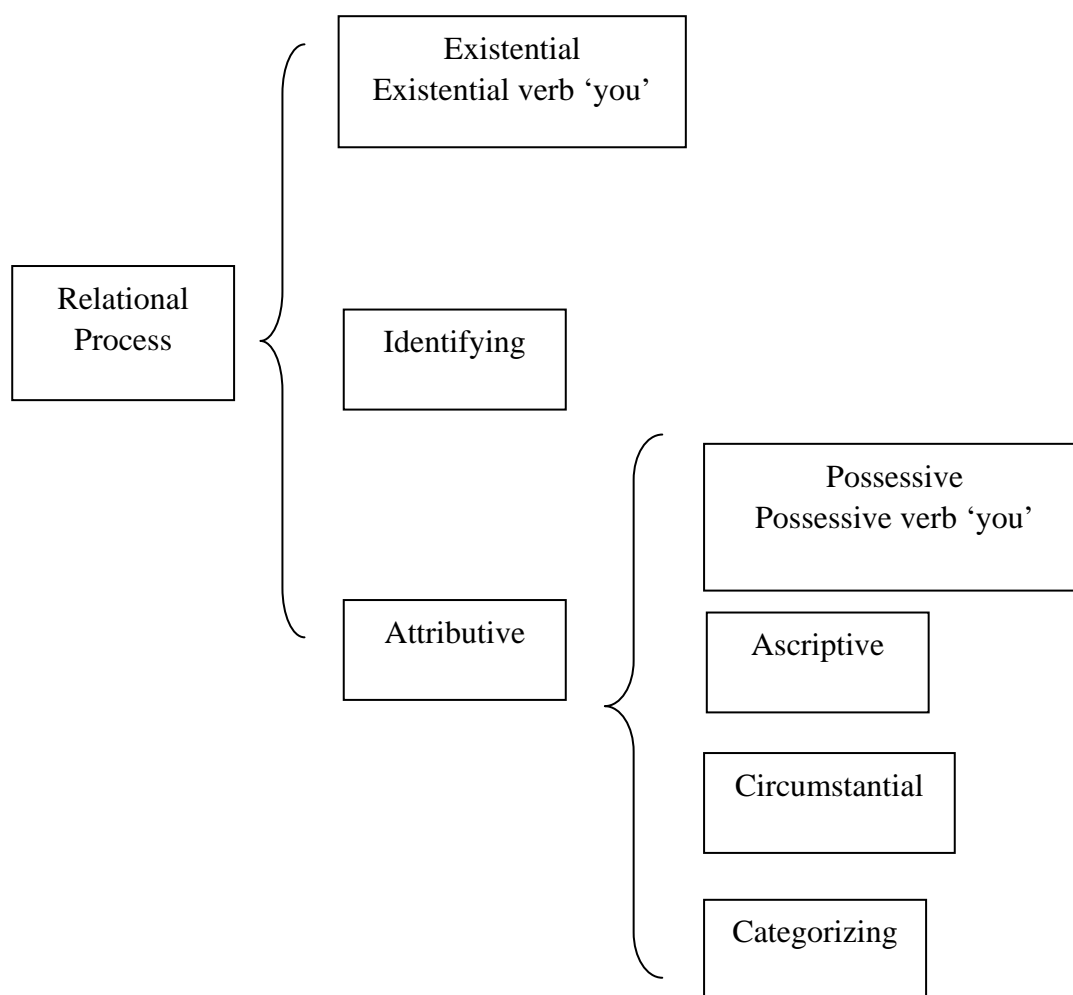 Existential
Existential verb ‘you’
Relational
Process
Identifying
Attributive
Possessive
Possessive verb ‘you’
Ascriptive
Circumstantial
Categorizing